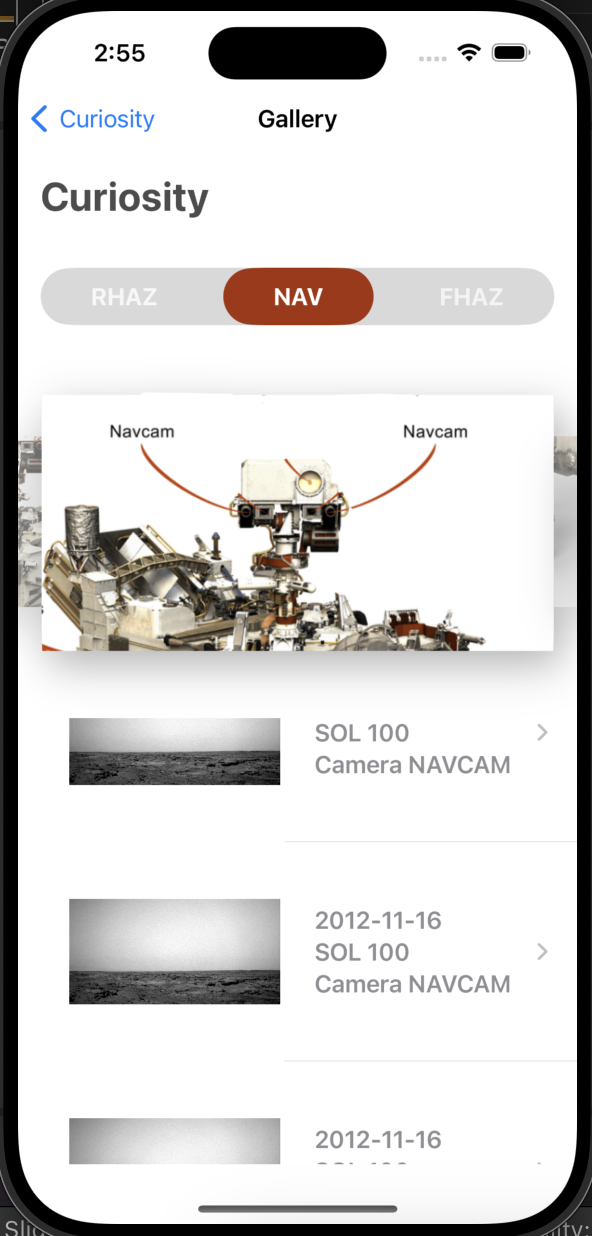 2:55
Curiosity
Gallery
Curiosity
RHAZ
NAV
FHAZ
Navcam
Navcam
SOL 100
Camera NAVCAM
2012-11-16
SOL 100
Camera NAVCAM
2012-11-16